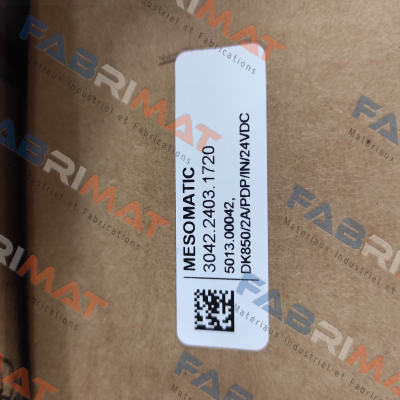 MESOMATIC
3042.2403.1720
5013.00042,
DK850/2A/PDP/IN/24VDC
FABRIMAT
Matériaux Industriel et Fabrications